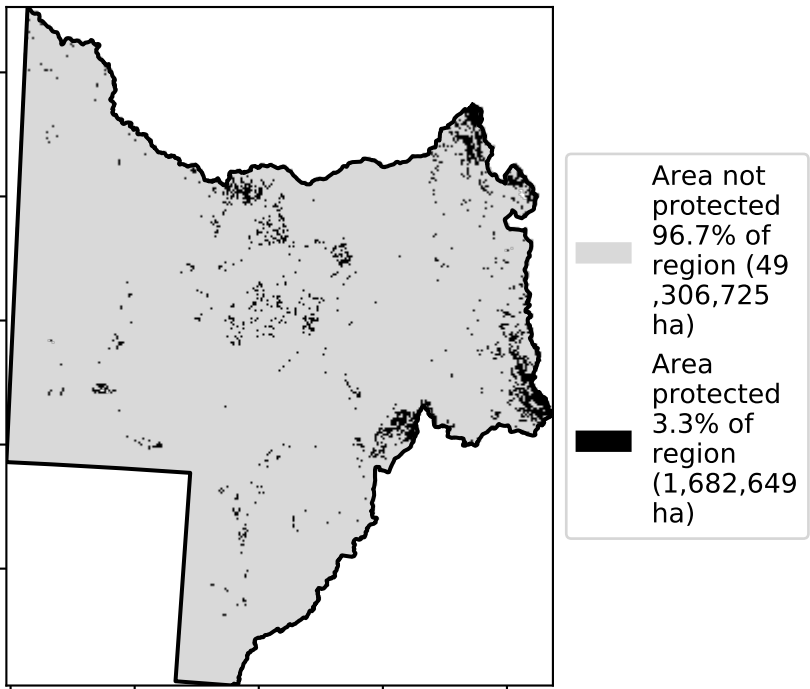 Area not
protected
96.7% of
region (49
,306,725
ha)
Area
protected
3.3% of
region
(1,682,649
ha)